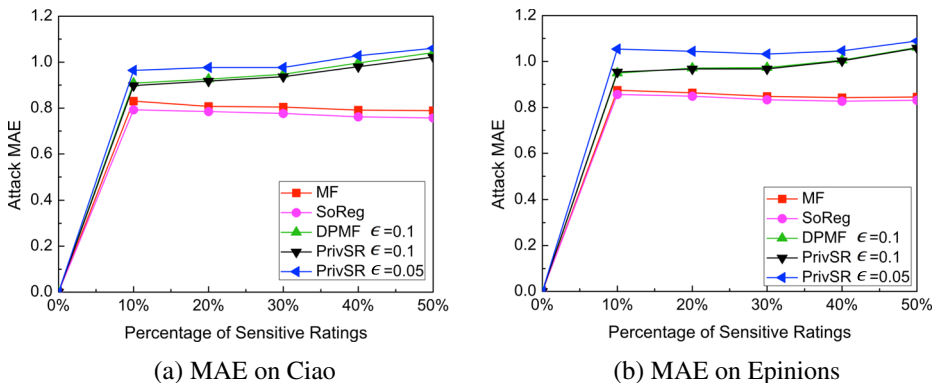 1.2
1.0
0.8
0.6
0.4
0.2
0.0
Attack MAE
0% 10% 20% 30% 40% 50%
Percentage of Sensitive Ratings
MF
SoReg
DPMF ϵ=0.1
PrivSR ϵ=0.1
PrivSR ϵ=0.05
(a) MAE on Ciao
1.2
1.0
0.8
0.6
0.4
0.2
0.0
Attack MAE
0% 10% 20% 30% 40% 50%
Percentage of Sensitive Ratings
MF
SoReg
DPMF ϵ=0.1
PrivSR ϵ=0.1
PrivSR ϵ=0.05
(b) MAE on Epinions